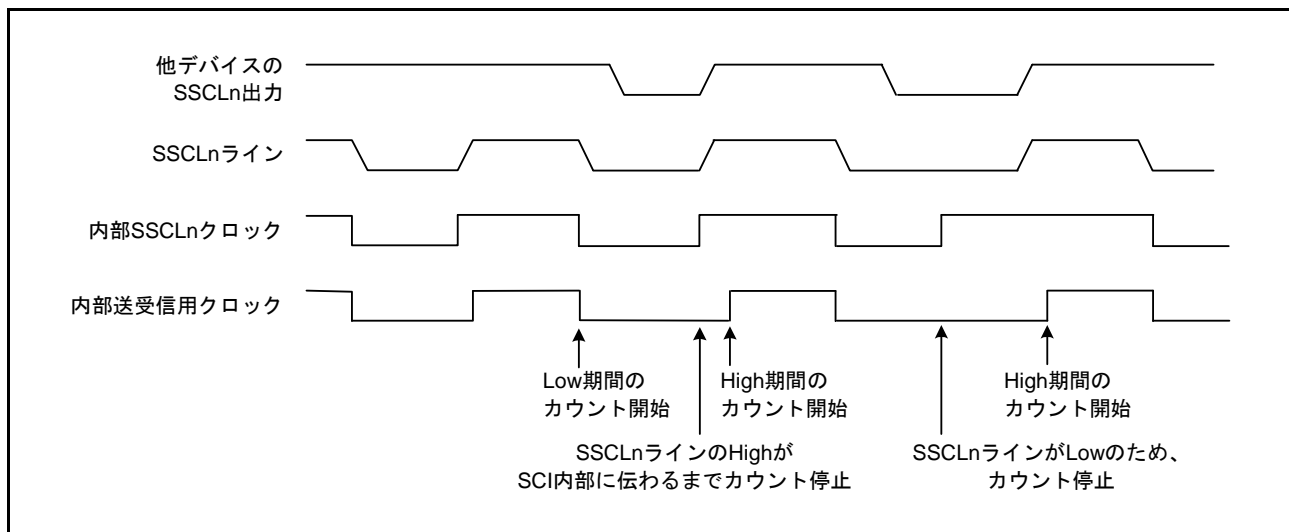 他デバイスの
SSCLn出力
SSCLnライン
内部SSCLnクロック
内部送受信用クロック
Low期間の
カウント開始
High期間の
カウント開始
High期間の
カウント開始
SSCLnラインのHighが
SCI内部に伝わるまでカウント停止
SSCLnラインがLowのため、
カウント停止